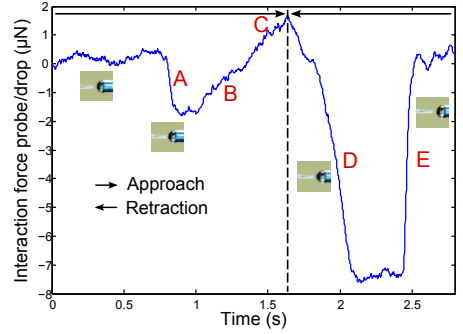 Interaction force probe/drop (µN)
2
1
0
-1
-2
-3
-4
-5
-6
-7
-8
A
B
C
D
E
Approach
Retraction
0
0.5
1
1.5
2
2.5
Time (s)